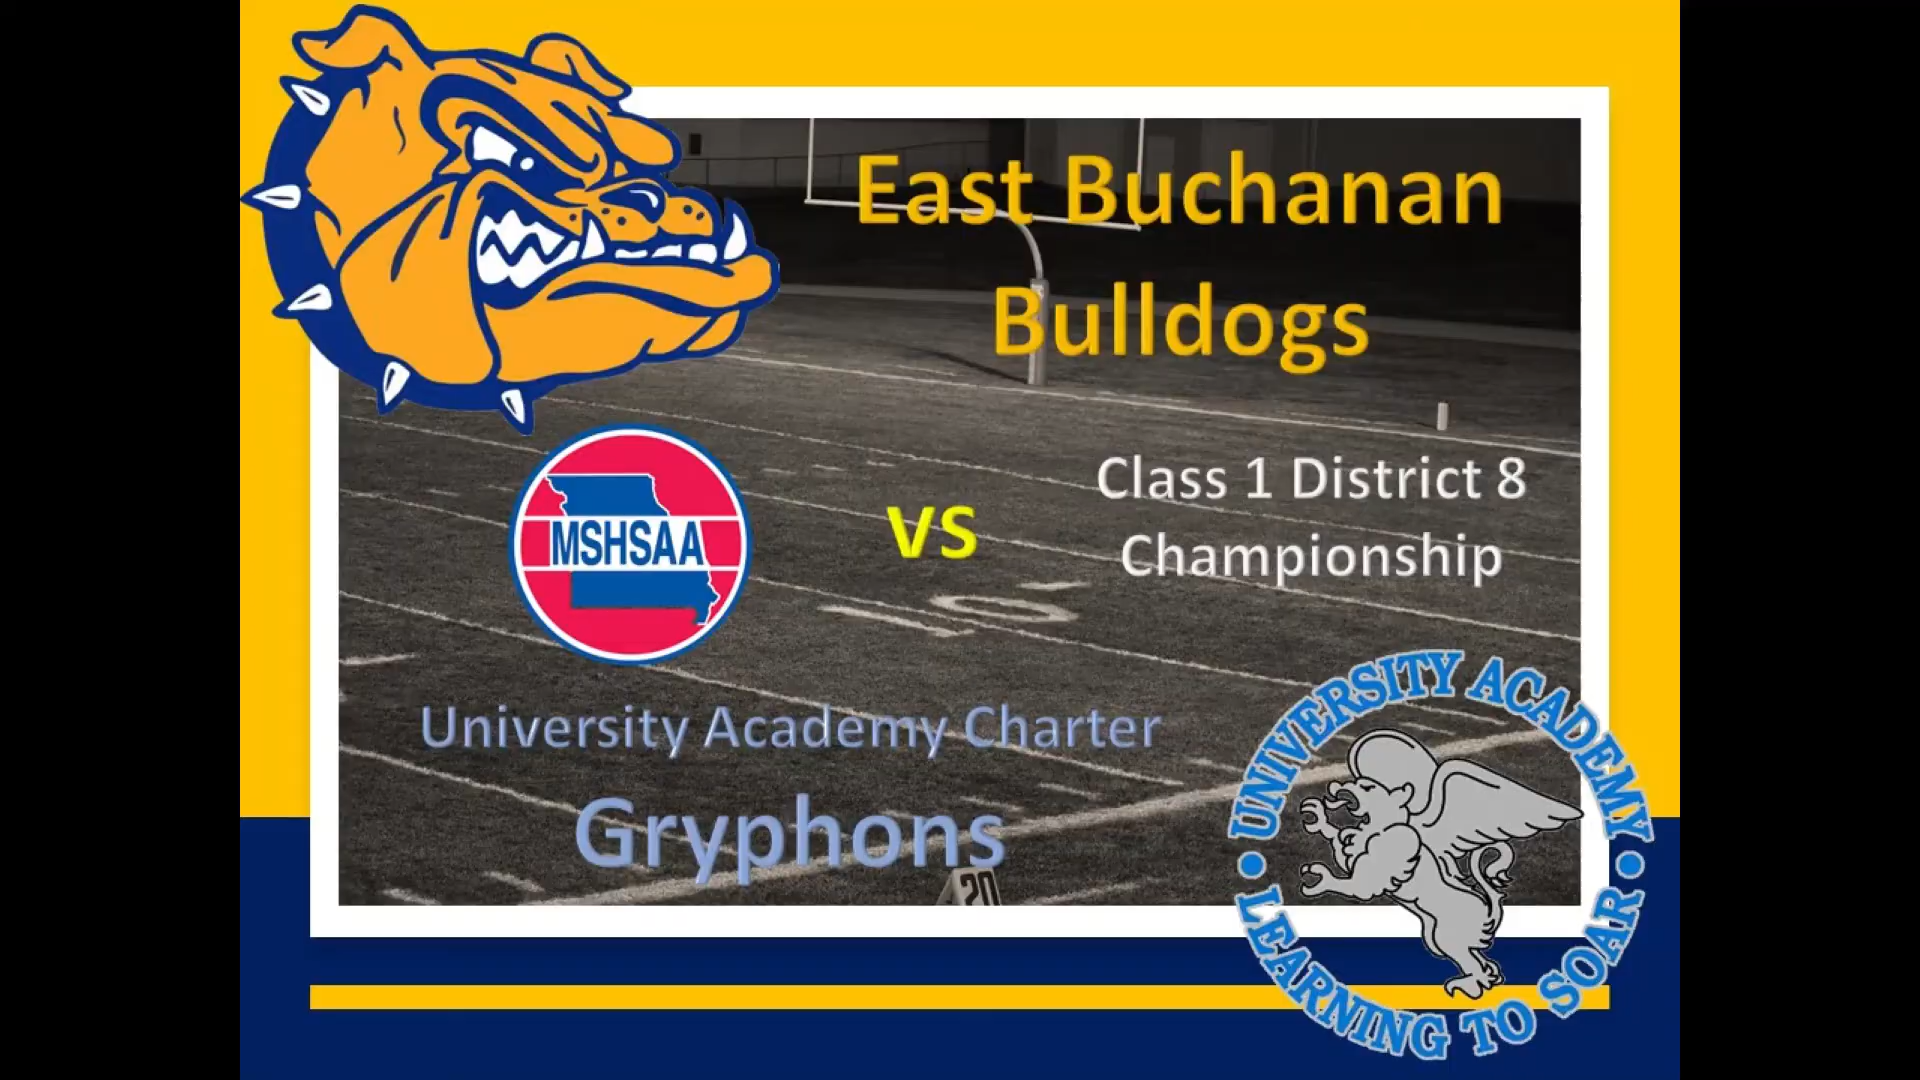 East Buchanan
Bulldogs
MSHSAA
vs
Class 1 District 8
Championship
University Academy Charter
Gryphons
20
UNIVERSITY ACADEMY
LEARNING TO SOAR